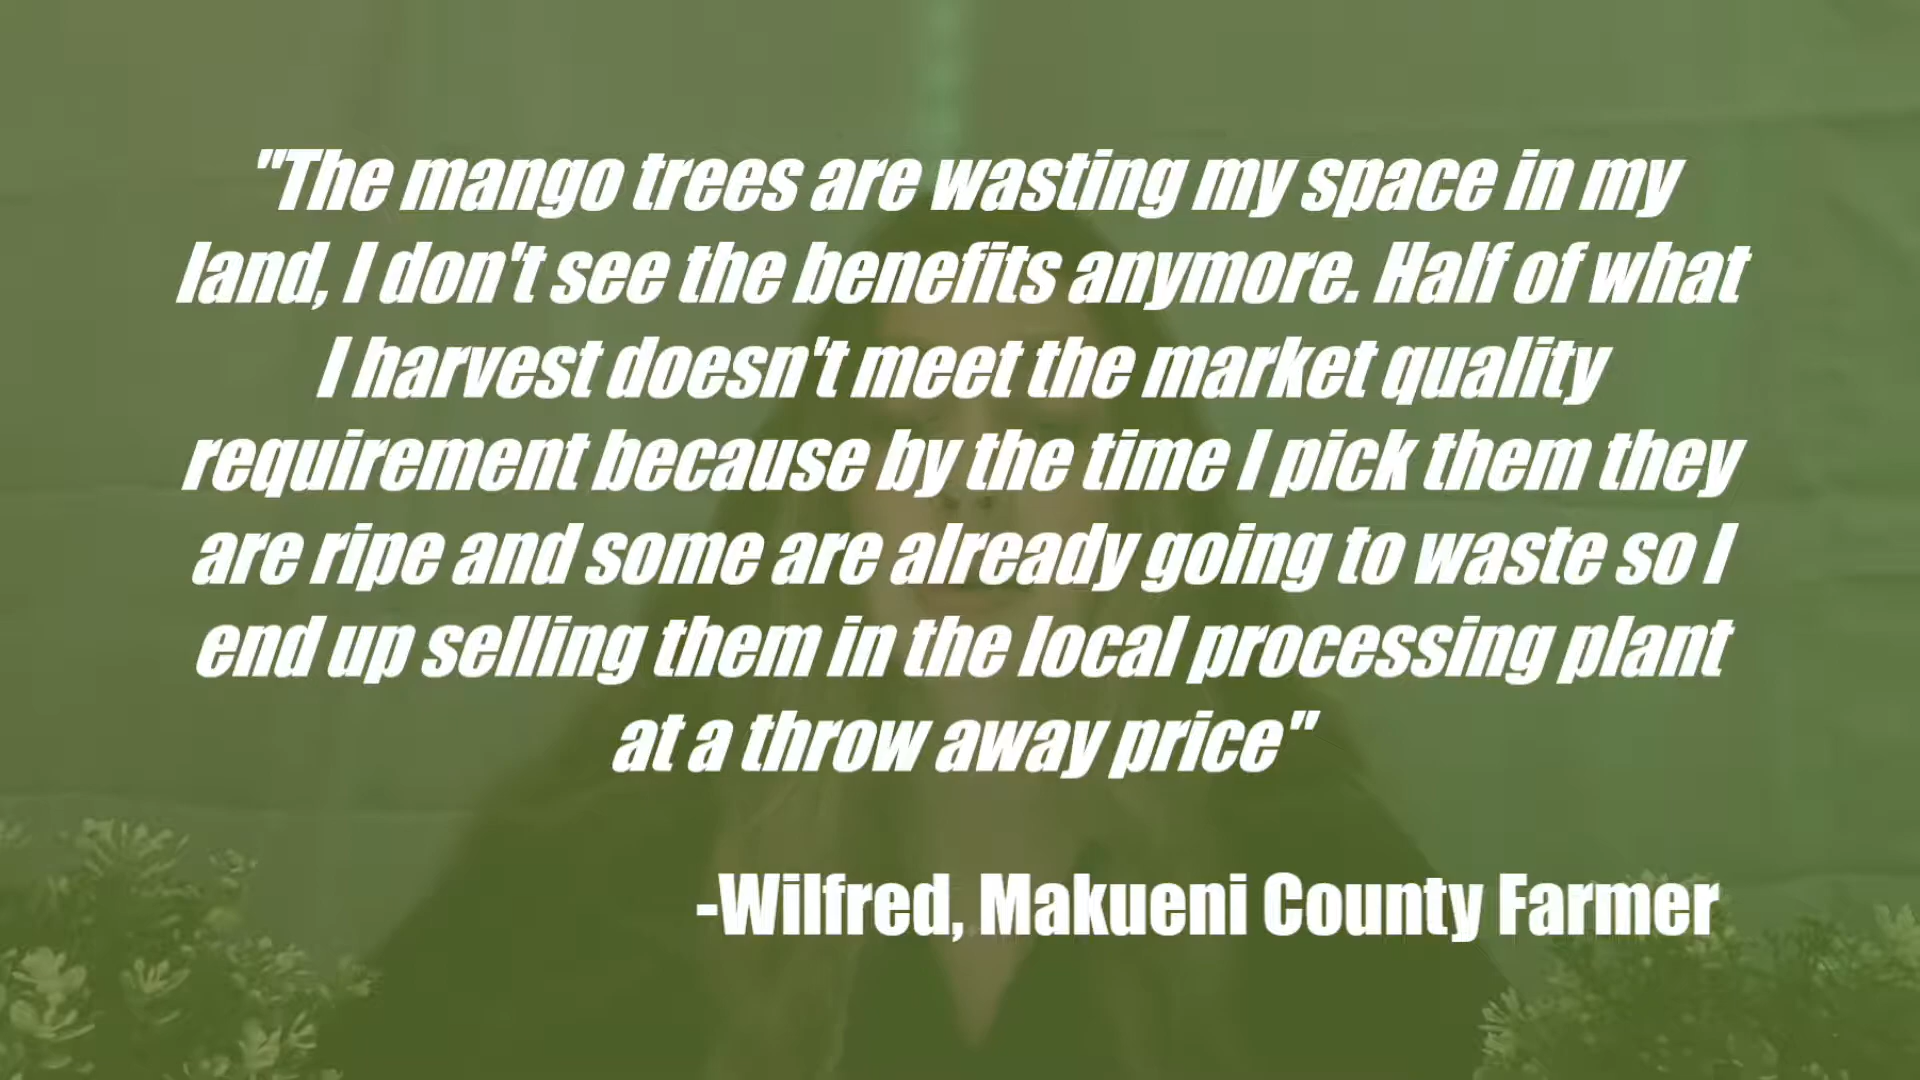 "The mango trees are wasting my space in my
land, I don't see the benefits anymore. Half of what
I harvest doesn't meet the market quality
requirement because by the time I pick them they
are ripe and some are already going to waste so I
end up selling them in the local processing plant
at a throw away price"
-Wilfred, Makueni County Farmer